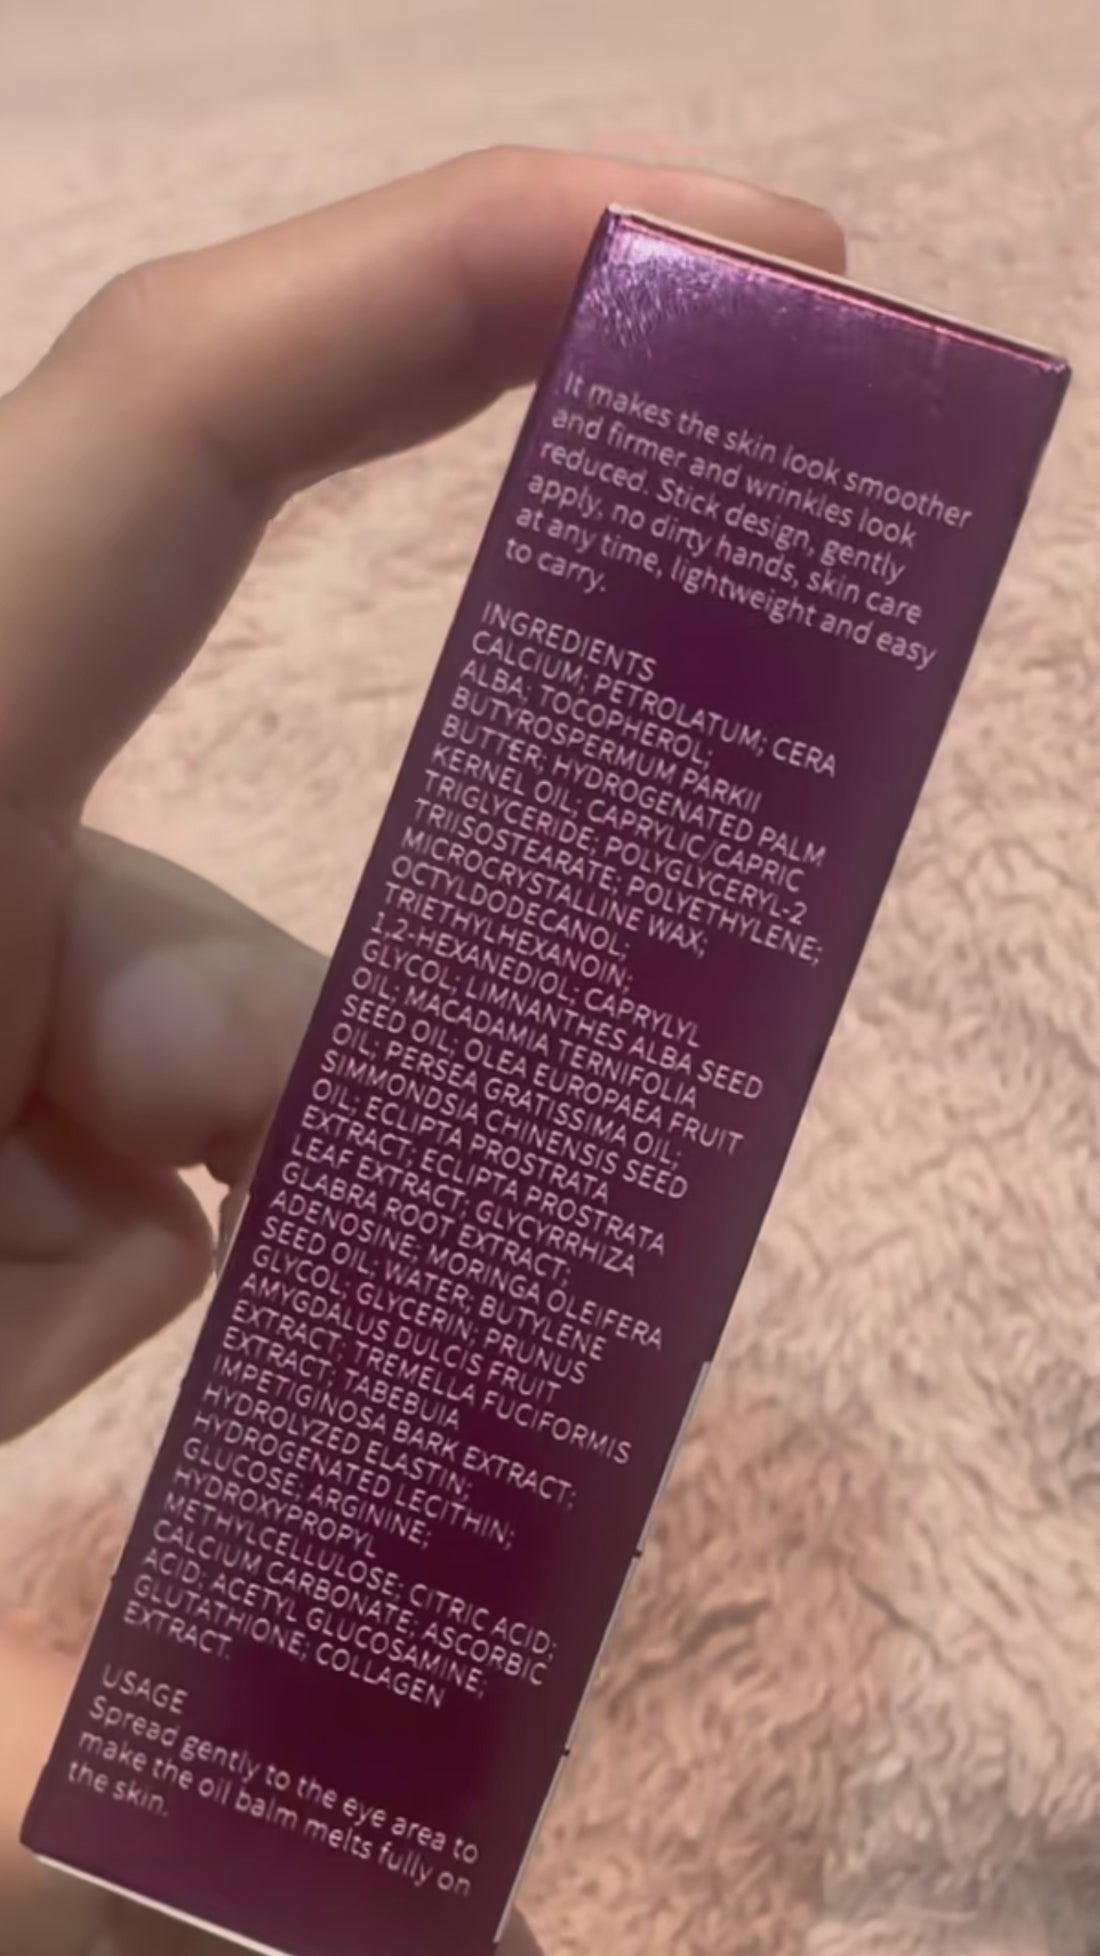 It makes the skin look smoother
and firmer and wrinkles look
reduced. Stick design, gently
apply, no dirty hands, skin care
at any time, lightweight and easy
to carry.
INGREDIENTS
CALCIUM; PETROLATUM; CERA
ALBA; TOCOPHEROL;
BUTYROSPERMUM PARKII
BUTTER; HYDROGENATED PALM
KERNEL OIL; CAPRYLIC/CAPRIC
TRIGLYCERIDE; POLYGLYCERYL-2
TRIISOSTEARATE; POLYETHYLENE;
MICROCRYSTALLINE WAX;
OCTYLDODECANOL;
TRIETHYLHEXANOIN;
1,2-HEXANEDIOL; CAPRYLYL
GLYCOL; LIMNANTHES ALBA SEED
OIL; MACADAMIA TERNIFOLIA
SEED OIL; OLEA EUROPAEA FRUIT
OIL; PERSEA GRATISSIMA OIL;
SIMMONDSIA CHINENSIS SEED
OIL; ECLIPTA PROSTRATA
EXTRACT; ECLIPTA PROSTRATA
LEAF EXTRACT; GLYCYRRHIZA
GLABRA ROOT EXTRACT;
ADENOSINE; MORINGA OLEIFERA
SEED OIL; WATER; BUTYLENE
GLYCOL; GLYCERIN; PRUNUS
AMYGDALUS DULCIS FRUIT
EXTRACT; TREMELLA FUCIFORMIS
EXTRACT; TABEBUIA
IMPETIGINOSA BARK EXTRACT;
HYDROLYZED ELASTIN;
HYDROGENATED LECITHIN;
GLUCOSE; ARGININE;
HYDROXYPROPYL
METHYLCELLULOSE; CITRIC ACID;
CALCIUM CARBONATE; ASCORBIC
ACID; ACETYL GLUCOSAMINE;
GLUTATHIONE; COLLAGEN
EXTRACT.
USAGE
Spread gently to the eye area to
make the oil balm melts fully on
the skin.